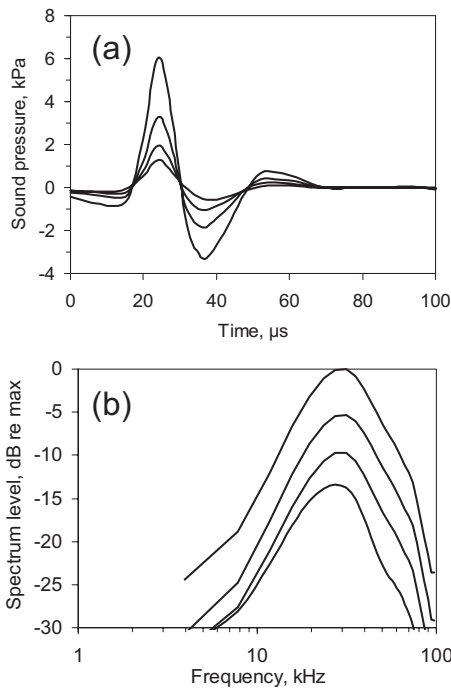 (a)
Sound pressure, kPa
8
6
4
2
0
-2
-4
0 20 40 60 80 100
Time, µs
(b)
Spectrum level, dB re max
0
-5
-10
-15
-20
-25
-30
1 10 100
Frequency, kHz